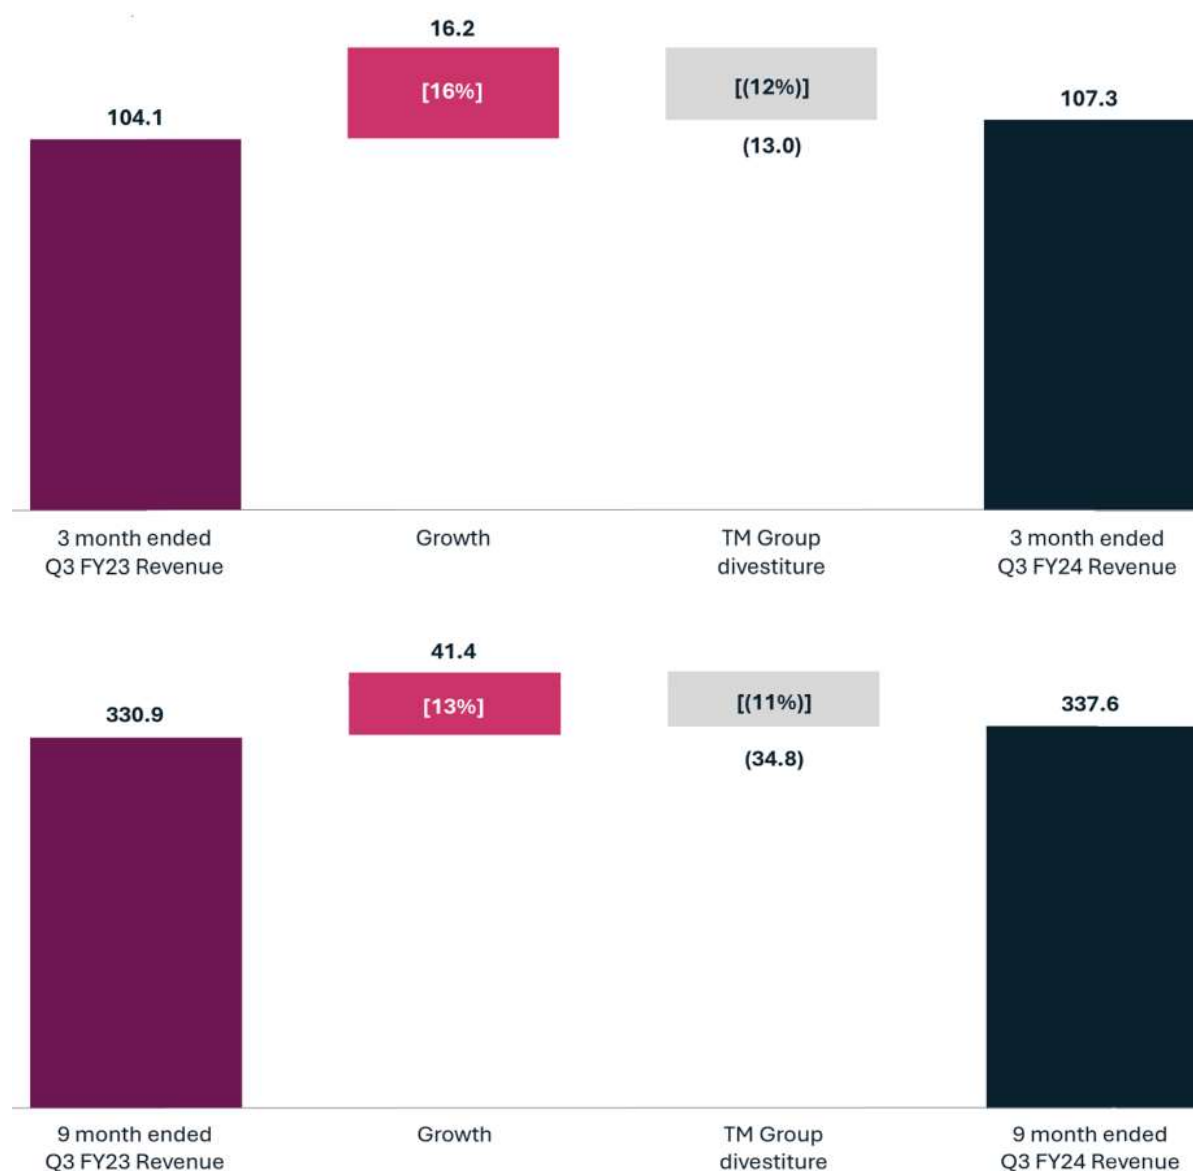 16.2
[16%]
[(12%)]
104.1
107.3
(13.0)
3 month ended
Q3 FY23 Revenue
Growth
TM Group
divestiture
3 month ended
Q3 FY24 Revenue
41.4
[13%]
[(11%)]
330.9
337.6
(34.8)
9 month ended
Q3 FY23 Revenue
Growth
TM Group
divestiture
9 month ended
Q3 FY24 Revenue